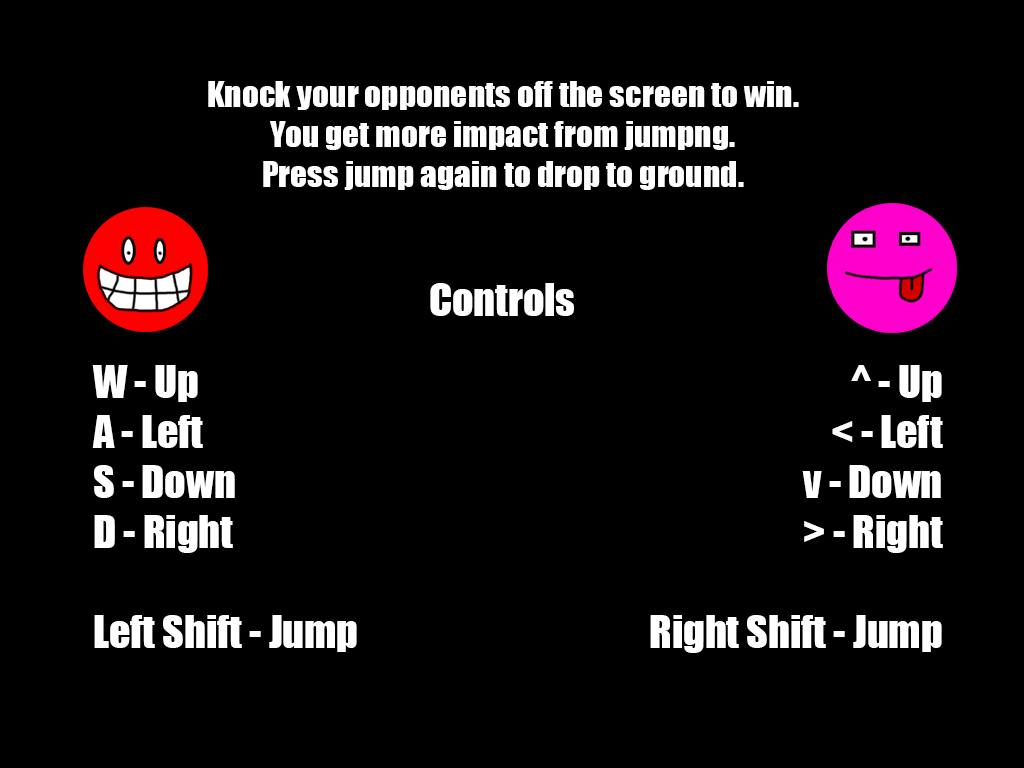 Knock your opponents off the screen to win.
You get more impact from jumpng.
Press jump again to drop to ground.
Controls
W - Up
A - Left
S - Down
D - Right
Left Shift - Jump
^ - Up
< - Left
v - Down
> - Right
Right Shift - Jump